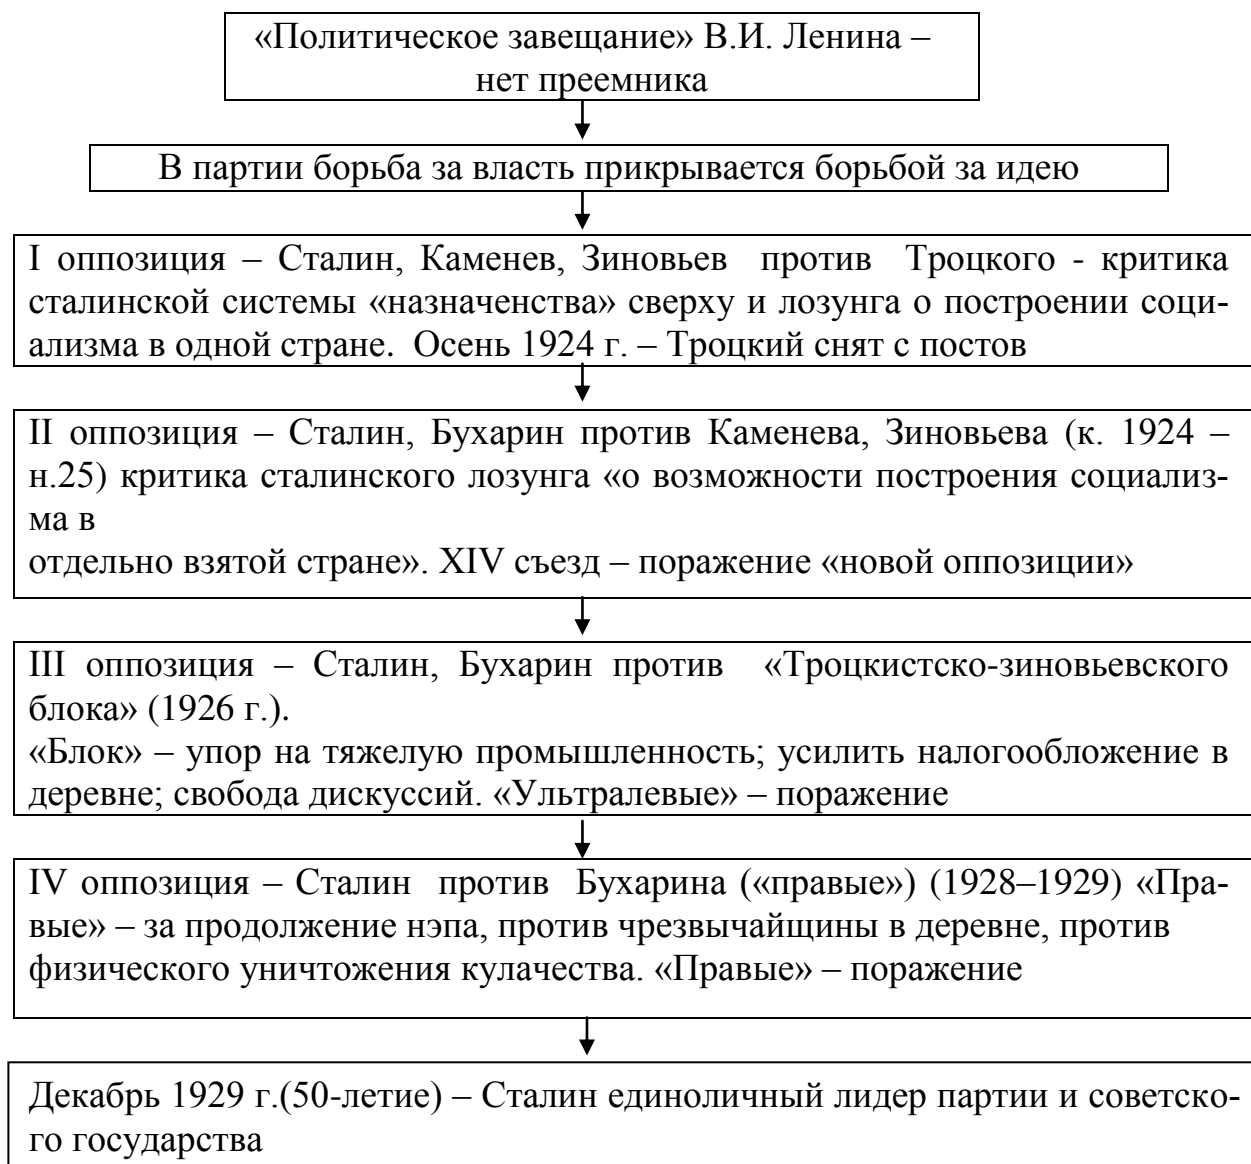 «Политическое завещание» В.И. Ленина –
нет преемника
В партии борьба за власть прикрывается борьбой за идею
I оппозиция – Сталин, Каменев, Зиновьев против Троцкого - критика
сталинской системы «назначенства» сверху и лозунга о построении соци-
ализма в одной стране. Осень 1924 г. – Троцкий снят с постов
II оппозиция – Сталин, Бухарин против Каменева, Зиновьева (к. 1924 –
н.25) критика сталинского лозунга «о возможности построения социализ-
ма в
отдельно взятой стране». XIV съезд – поражение «новой оппозиции»
III оппозиция – Сталин, Бухарин против «Троцкистско-зиновьевского
блока» (1926 г.).
«Блок» – упор на тяжелую промышленность; усилить налогообложение в
деревне; свобода дискуссий. «Ультралевые» – поражение
IV оппозиция – Сталин против Бухарина («правые») (1928–1929) «Пра-
вые» – за продолжение нэпа, против чрезвычайщины в деревне, против
физического уничтожения кулачества. «Правые» – поражение
Декабрь 1929 г.(50-летие) – Сталин единоличный лидер партии и советско-
го государства